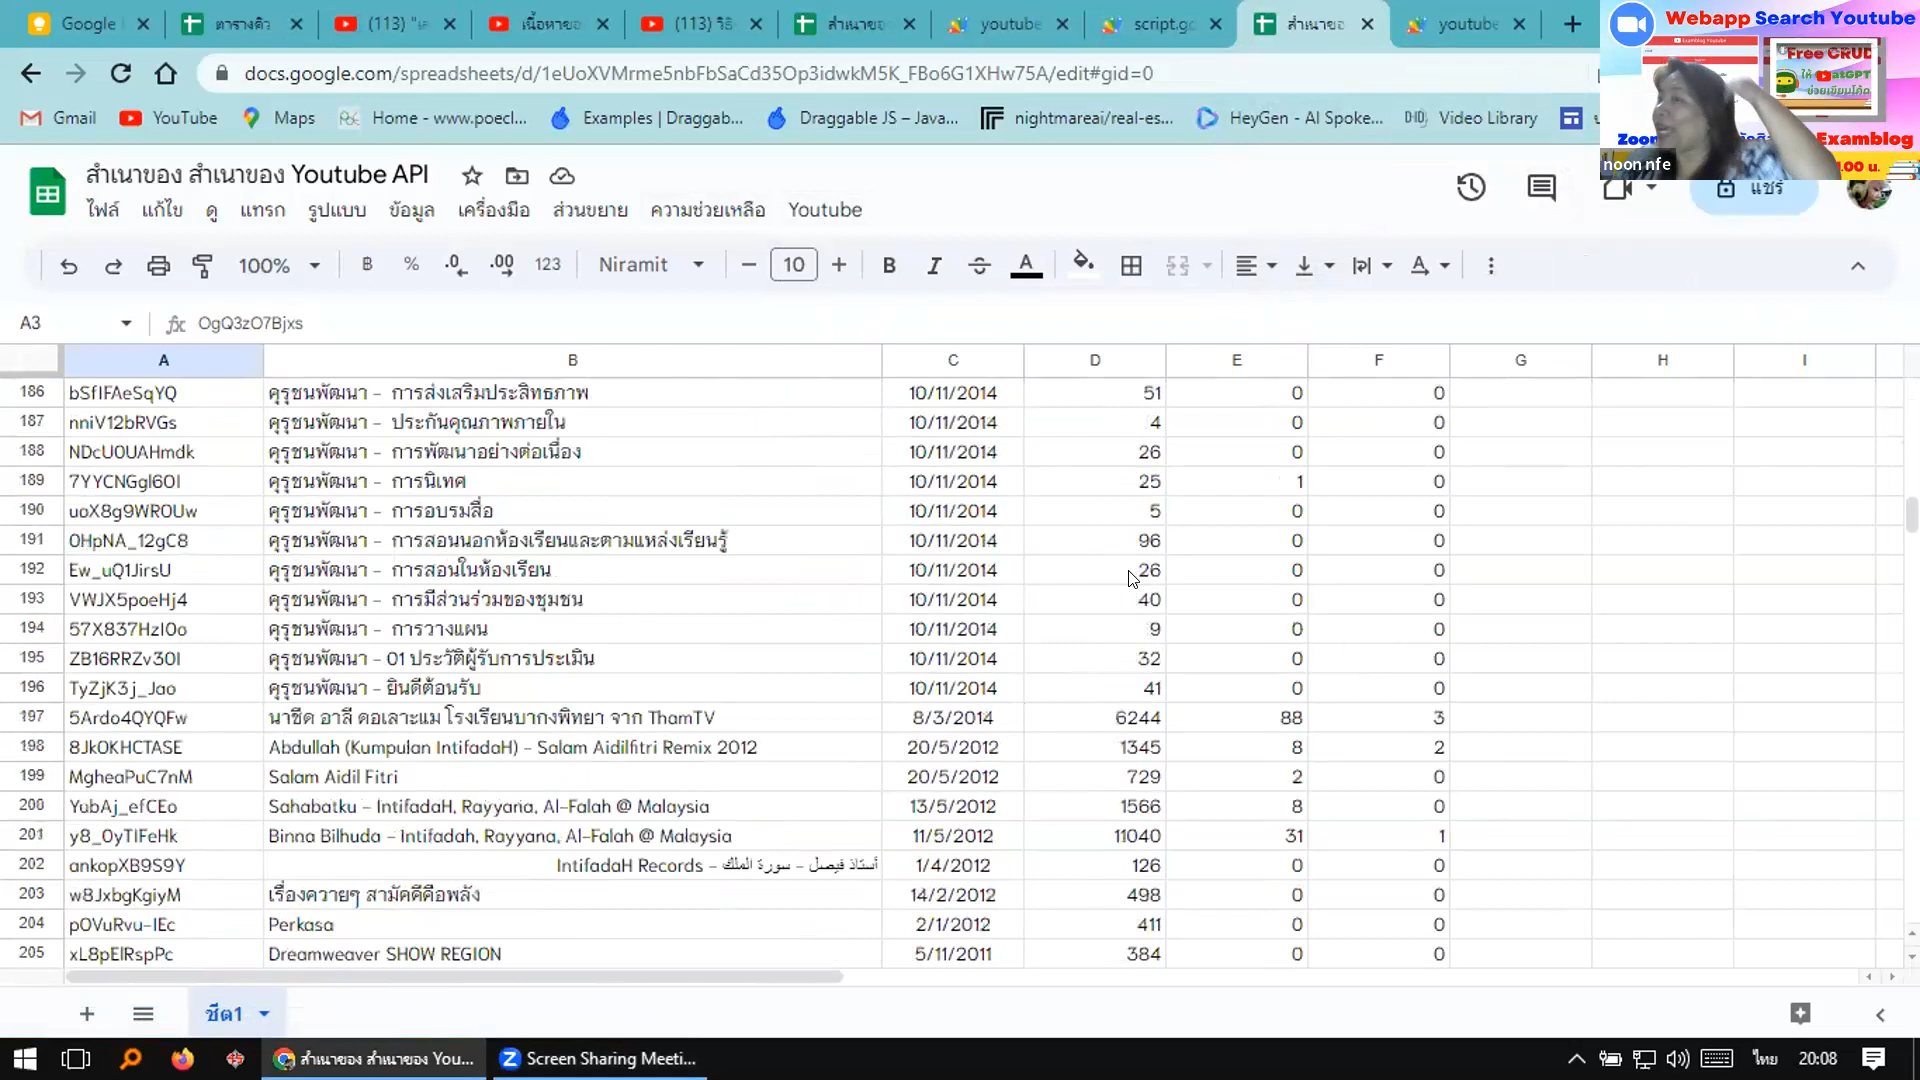 Google
ตารางติว
(113) "เค
เนื้อหาของ
(113) วิธี
สำเนาขอ
youtube
script.go
สำเนาขอ
youtube
docs.google.com/spreadsheets/d/1eUoXVMrme5nbFbSaCd35Op3idwkM5K_FBo6G1XHw75A/edit#gid=0
Gmail YouTube Maps Home - www.poecl... Examples | Draggab... Draggable JS – Java... nightmareai/real-es... HeyGen - AI Spoke... Video Library
Webapp Search Youtube
Free CRUD
ให้ ChatGPT
ช่วยเขียนโค้ด
Examblog
noon nfe
สำเนาของ สำเนาของ Youtube API
แชร์
ไฟล์ แก้ไข ดู แทรก รูปแบบ ข้อมูล เครื่องมือ ส่วนขยาย ความช่วยเหลือ Youtube
100% ฿ % .0 .00 123 Niramit 10 B I A
A3 fx OgQ3zO7Bjxs
A B C D E F G H I
186 bSfIFAeSqYQ คุรุชนพัฒนา - การส่งเสริมประสิทธภาพ 10/11/2014 51 0 0
187 nniV12bRVGs คุรุชนพัฒนา - ประกันคุณภาพภายใน 10/11/2014 4 0 0
188 NDcU0UAHmdk คุรุชนพัฒนา - การพัฒนาอย่างต่อเนื่อง 10/11/2014 26 0 0
189 7YYCNGgl6OI คุรุชนพัฒนา - การนิเทศ 10/11/2014 25 1 0
190 uoX8g9WR0Uw คุรุชนพัฒนา - การอบรมสื่อ 10/11/2014 5 0 0
191 0HpNA_12gC8 คุรุชนพัฒนา - การสอนนอกห้องเรียนและตามแหล่งเรียนรู้ 10/11/2014 96 0 0
192 Ew_uQ1JirsU คุรุชนพัฒนา - การสอนในห้องเรียน 10/11/2014 26 0 0
193 VWJX5poeHj4 คุรุชนพัฒนา - การมีส่วนร่วมของชุมชน 10/11/2014 40 0 0
194 57X837HzI0o คุรุชนพัฒนา - การวางแผน 10/11/2014 9 0 0
195 ZB16RRZv3OI คุรุชนพัฒนา - 01 ประวัติผู้รับการประเมิน 10/11/2014 32 0 0
196 TyZjK3j_Jao คุรุชนพัฒนา - ยินดีต้อนรับ 10/11/2014 41 0 0
197 5Ardo4QYQFw นาซีด อาลี ดอเลาะแม โรงเรียนบากงพิทยา จาก ThamTV 8/3/2014 6244 88 3
198 8JkOKHCTASE Abdullah (Kumpulan IntifadaH) - Salam Aidilfitri Remix 2012 20/5/2012 1345 8 2
199 MgheaPuC7nM Salam Aidil Fitri 20/5/2012 729 2 0
200 YubAj_efCEo Sahabatku - IntifadaH, Rayyana, Al-Falah @ Malaysia 13/5/2012 1566 8 0
201 y8_0yTIFeHk Binna Bilhuda - Intifadah, Rayyana, Al-Falah @ Malaysia 11/5/2012 11040 31 1
202 ankopXB9S9Y IntifadaH Records - أستاذ فيصل - سورة الملك 1/4/2012 126 0 0
203 w8JxbgKgiyM เรื่องควายๆ สามัคคีคือพลัง 14/2/2012 498 0 0
204 pOVuRvu-IEc Perkasa 2/1/2012 411 0 0
205 xL8pElRspPc Dreamweaver SHOW REGION 5/11/2011 384 0 0
ชีต1
สำเนาของ สำเนาของ You... Screen Sharing Meeti... ไทย 20:08